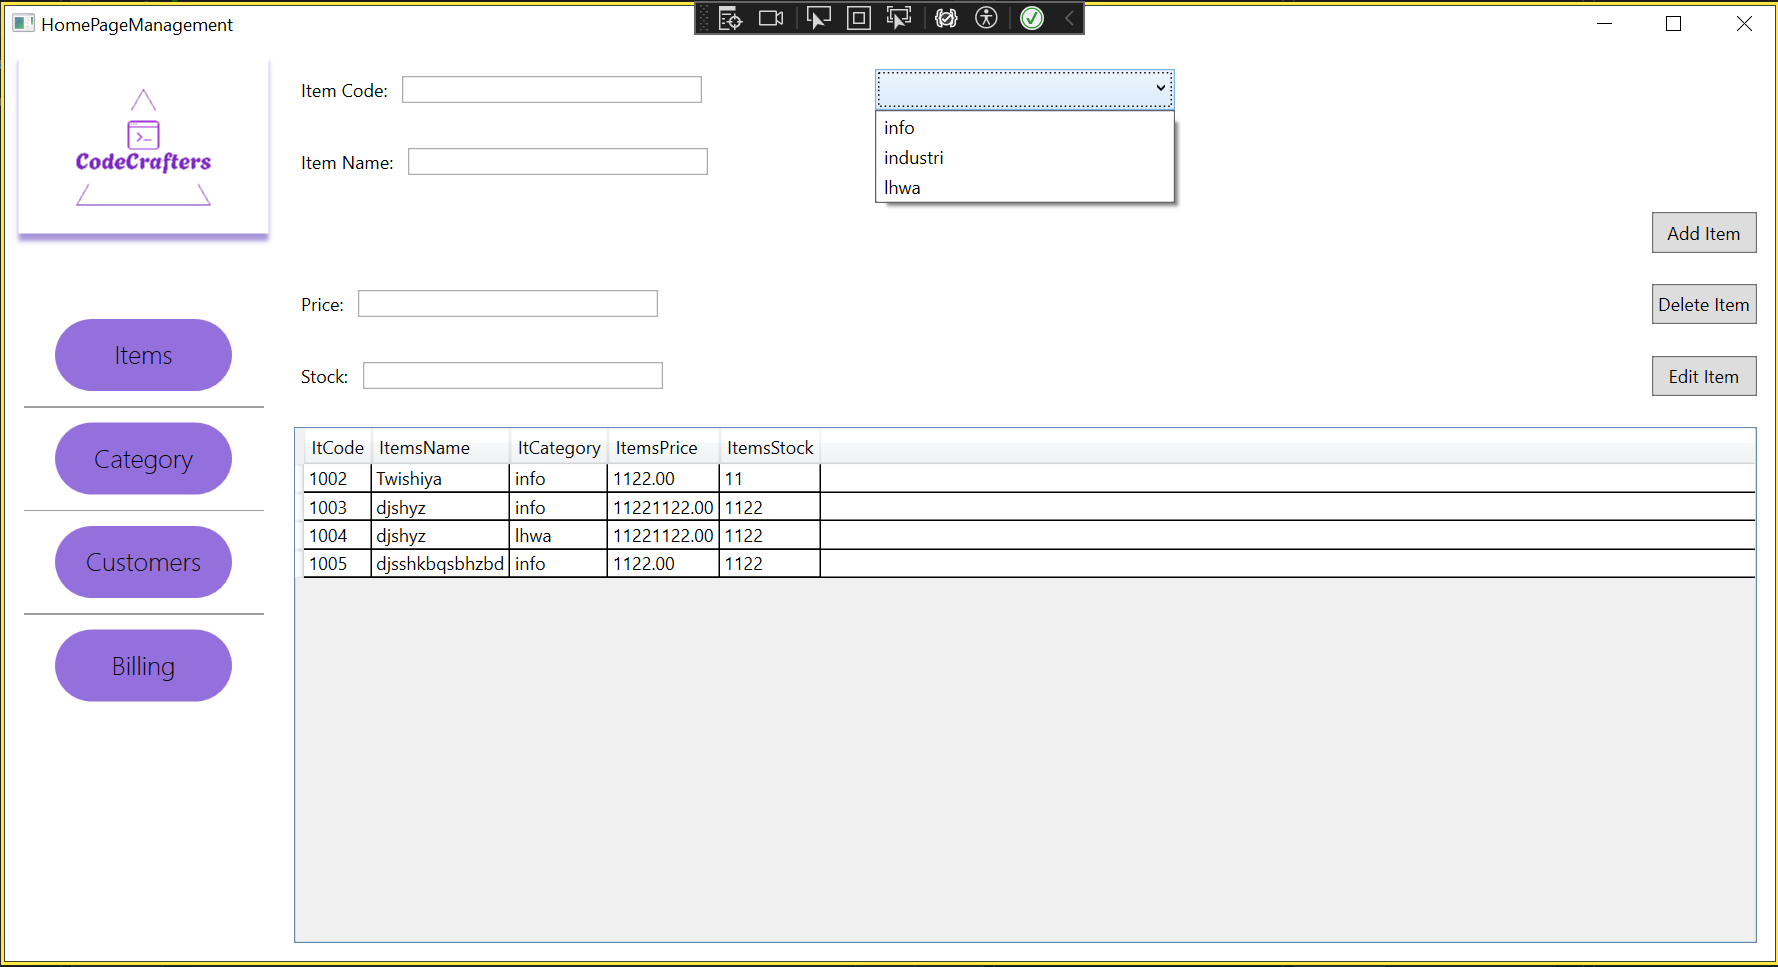 HomePageManagement
CodeCrafters
Items
Category
Customers
Billing
Item Code:
Item Name:
Price:
Stock:
info
industri
lhwa
Add Item
Delete Item
Edit Item
ItCode ItemsName ItCategory ItemsPrice ItemsStock
1002 Twishiya info 1122.00 11
1003 djshyz info 11221122.00 1122
1004 djshyz lhwa 11221122.00 1122
1005 djsshkbqsbhzbd info 1122.00 1122